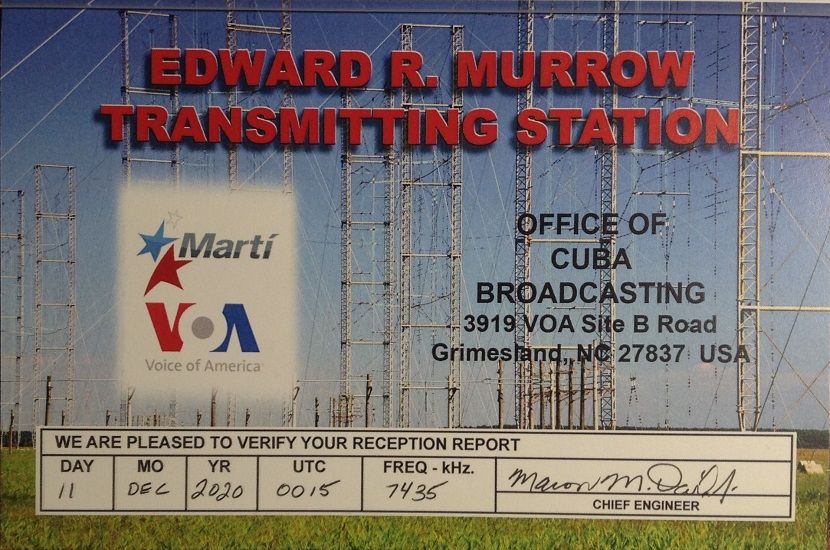 EDWARD R. MURROW
TRANSMITTING STATION
Martí
VOA
Voice of America
OFFICE OF
CUBA
BROADCASTING
3919 VOA Site B Road
Grimesland, NC 27837 USA
WE ARE PLEASED TO VERIFY YOUR RECEPTION REPORT
DAY MO YR UTC FREQ - kHz.
11 DEC 2020 0015 7435
Macon M.
CHIEF ENGINEER